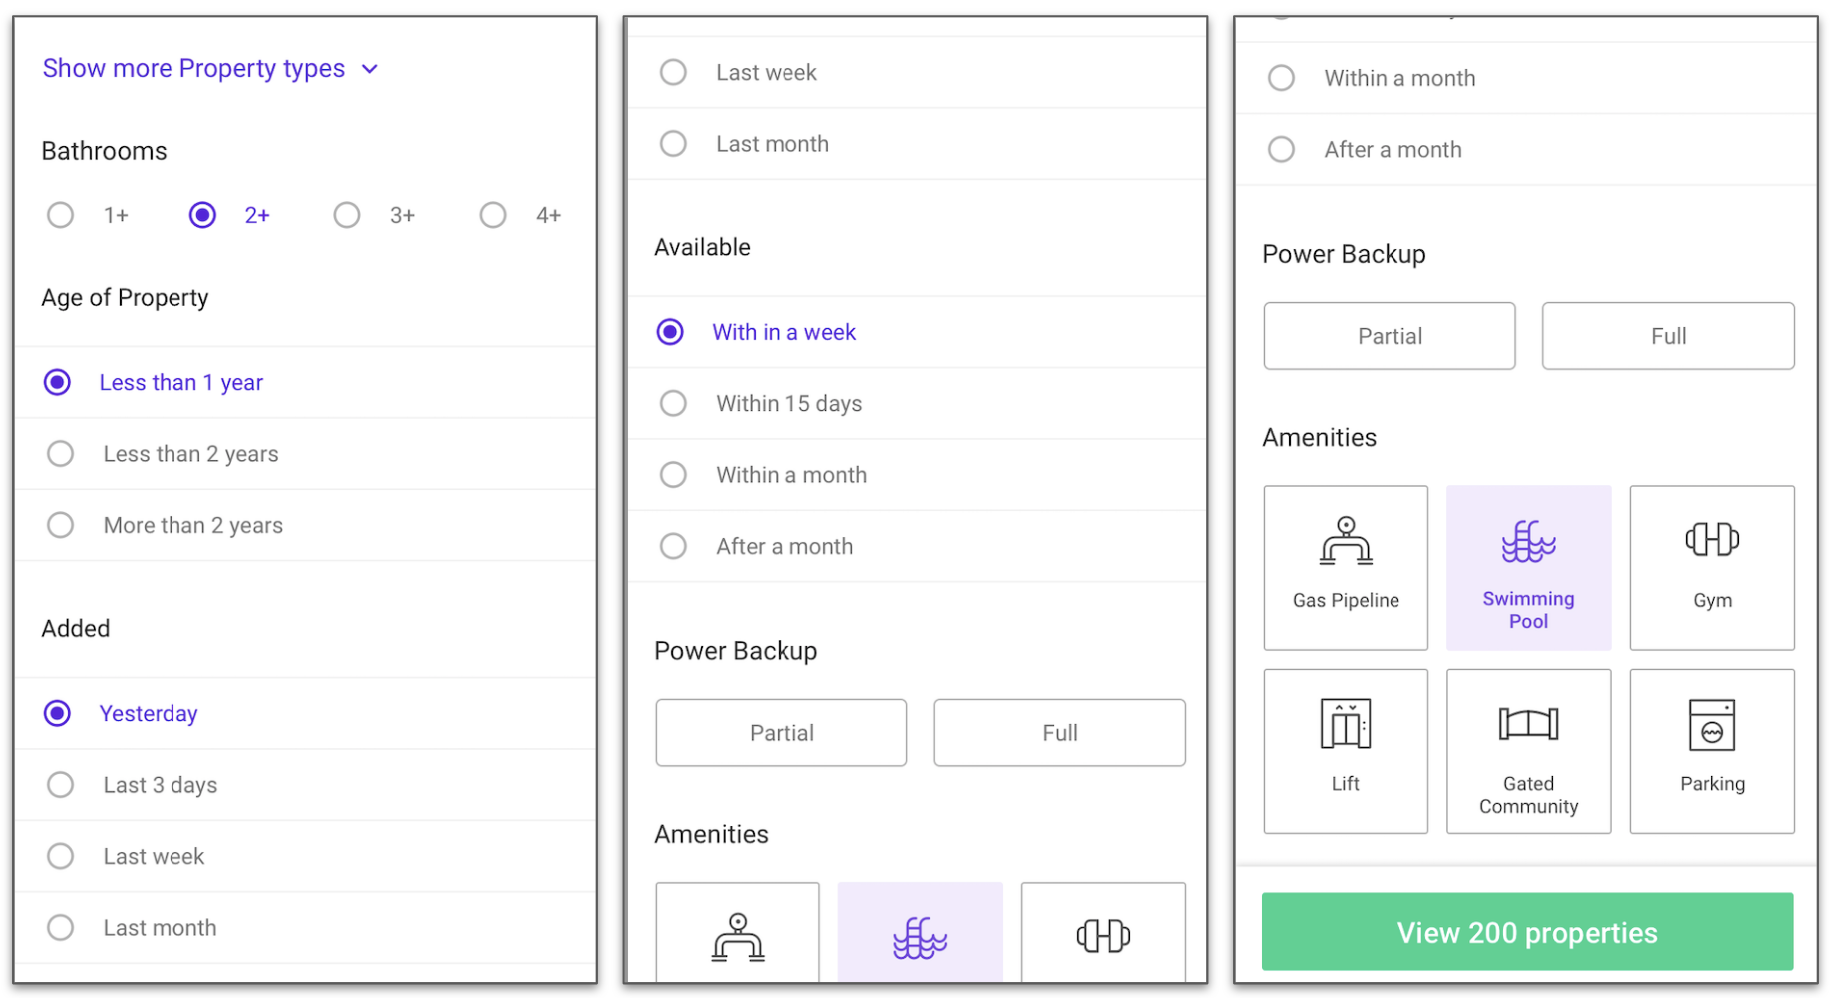 Show more Property types
Bathrooms
1+ 2+ 3+ 4+
Age of Property
Less than 1 year
Less than 2 years
More than 2 years
Added
Yesterday
Last 3 days
Last week
Last month
Last week
Last month
Available
With in a week
Within 15 days
Within a month
After a month
Power Backup
Partial Full
Amenities
Within a month
After a month
Power Backup
Partial Full
Amenities
Gas Pipeline
Swimming
Pool
Gym
Lift
Gated
Community
Parking
View 200 properties